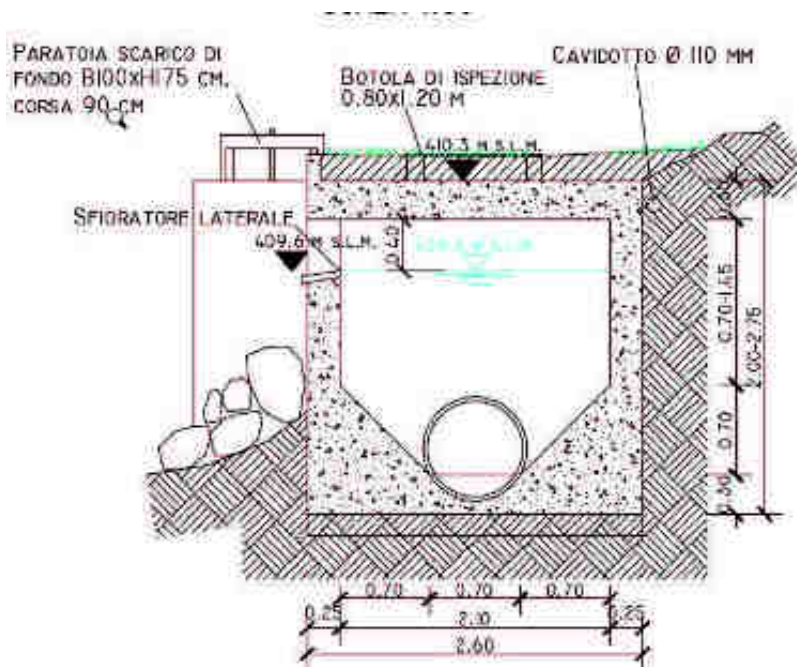 PARATOIA SCARICO DI
FONDO B100XH175 CM,
CORSA 90 CM
BOTOLA DI ISPEZIONE
0.80X1.20 M
CAVIDOTTO Ø 110 MM
410.3 M S.L.M.
SFIORATORE LATERALE
409.6 M S.L.M.
0.40
M S.L.M.
0.70-1.45
2.00-2.75
0.70
0.30
0.70 0.70 0.70
0.25 2.10 0.25
2.60